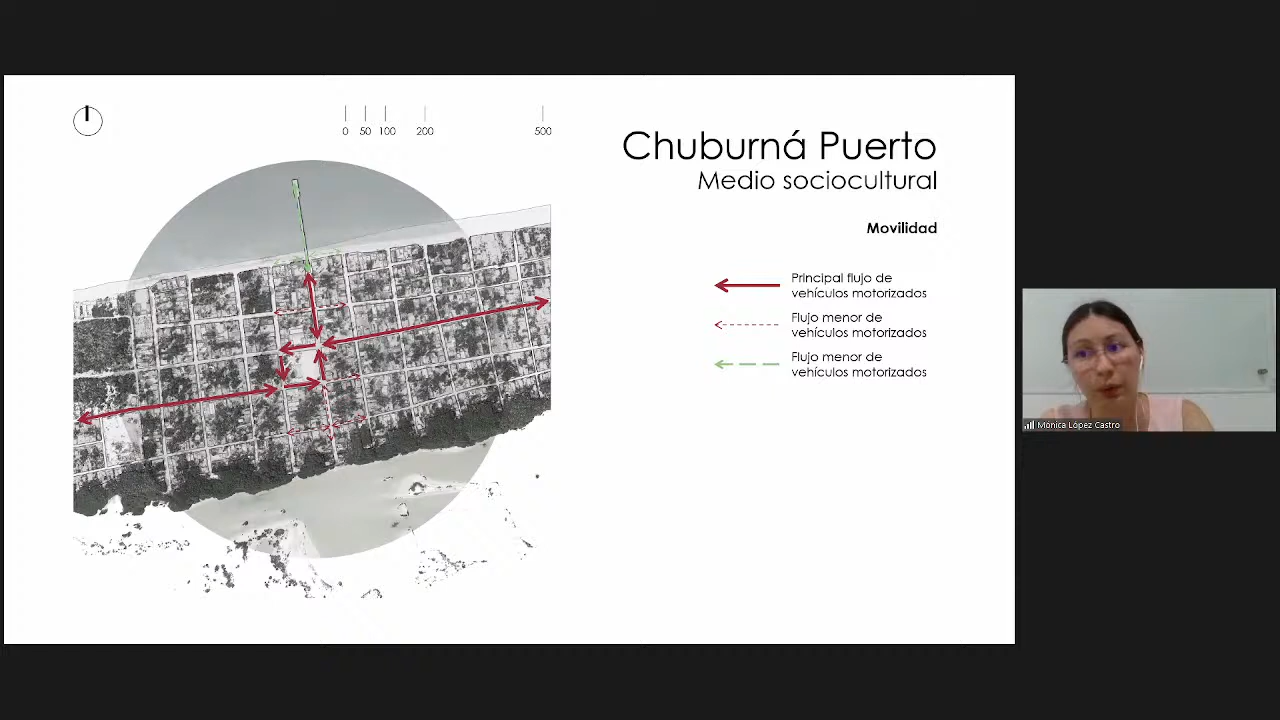 0 50 100 200 500
Chuburná Puerto
Medio sociocultural
Movilidad
Principal flujo de
vehículos motorizados
Flujo menor de
vehículos motorizados
Flujo menor de
vehículos motorizados
Mónica López Castro